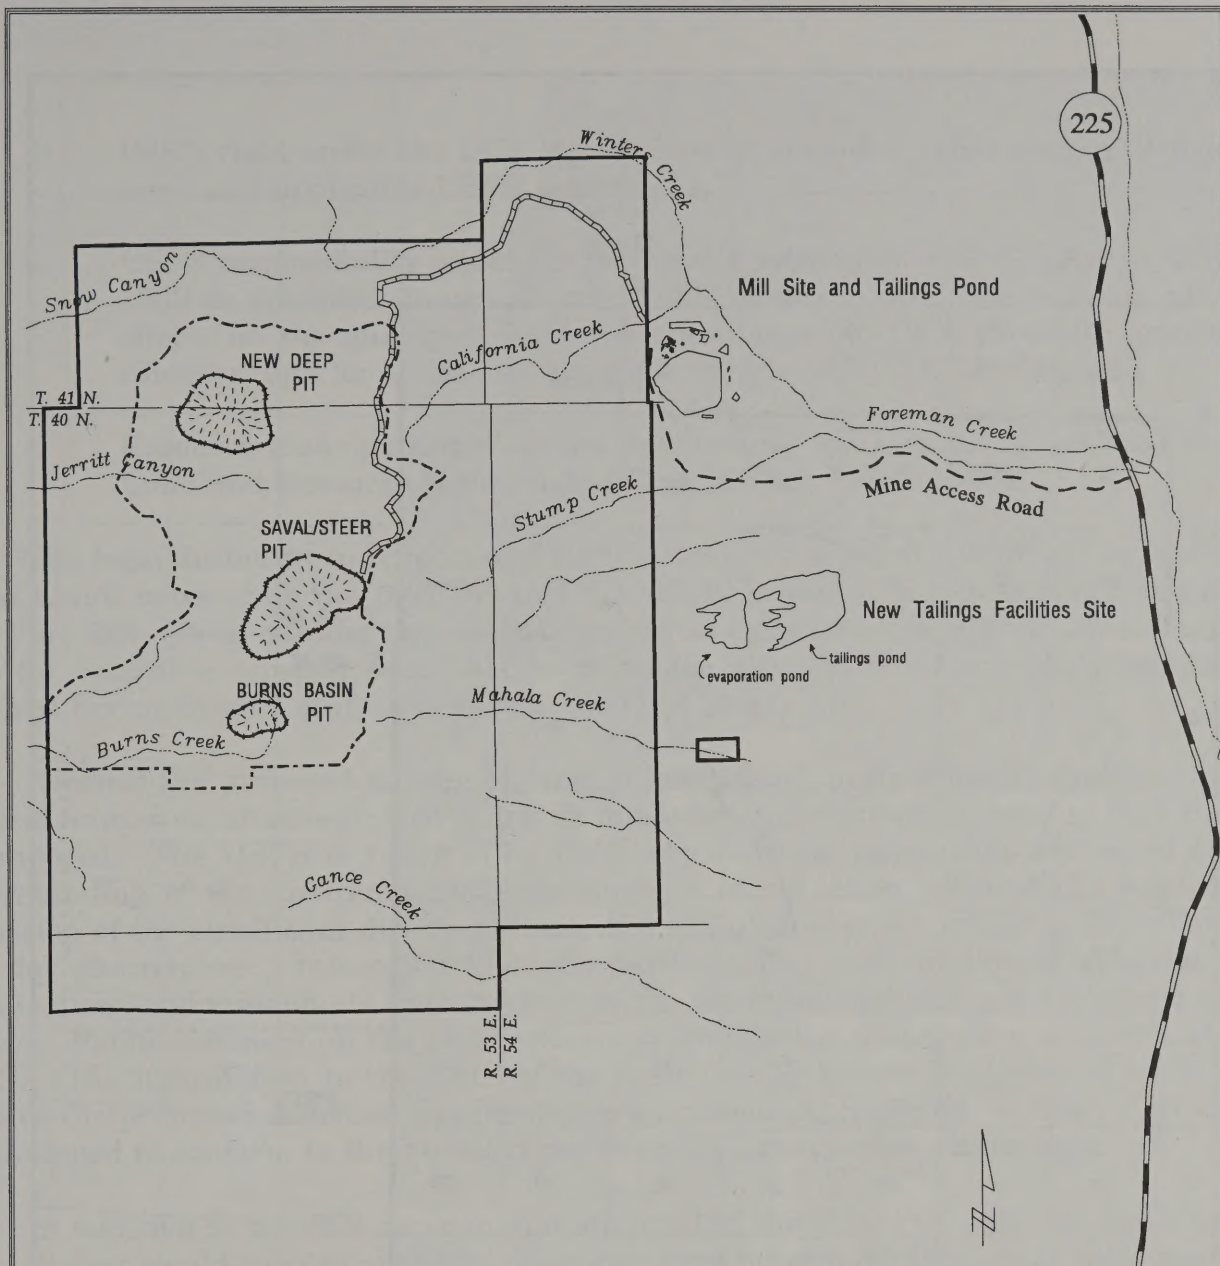 225
Winters Creek
Snow Canyon
Mill Site and Tailings Pond
California Creek
NEW DEEP
PIT
T. 41 N.
T. 40 N.
Foreman Creek
Jerritt Canyon
Mine Access Road
Stump Creek
SAVAL/STEER
PIT
New Tailings Facilities Site
tailings pond
evaporation pond
BURNS BASIN
PIT
Mahala Creek
Burns Creek
Gance Creek
R. 53 E.
R. 54 E.
N